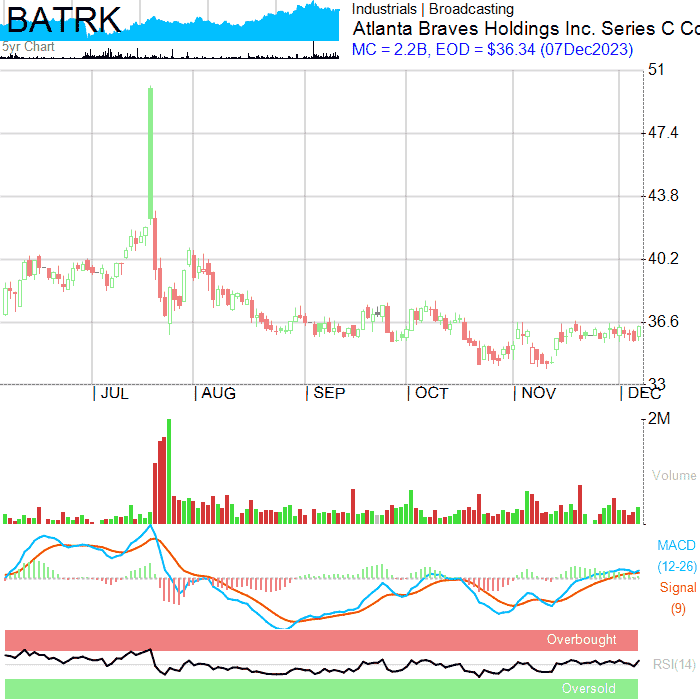 BATRK
5yr Chart
Industrials | Broadcasting
Atlanta Braves Holdings Inc. Series C Co
MC = 2.2B, EOD = $36.34 (07Dec2023)
51
47.4
43.8
40.2
36.6
33
JUL AUG SEP OCT NOV DEC
2M
Volume
MACD
(12-26)
Signal
(9)
Overbought
RSI(14)
Oversold